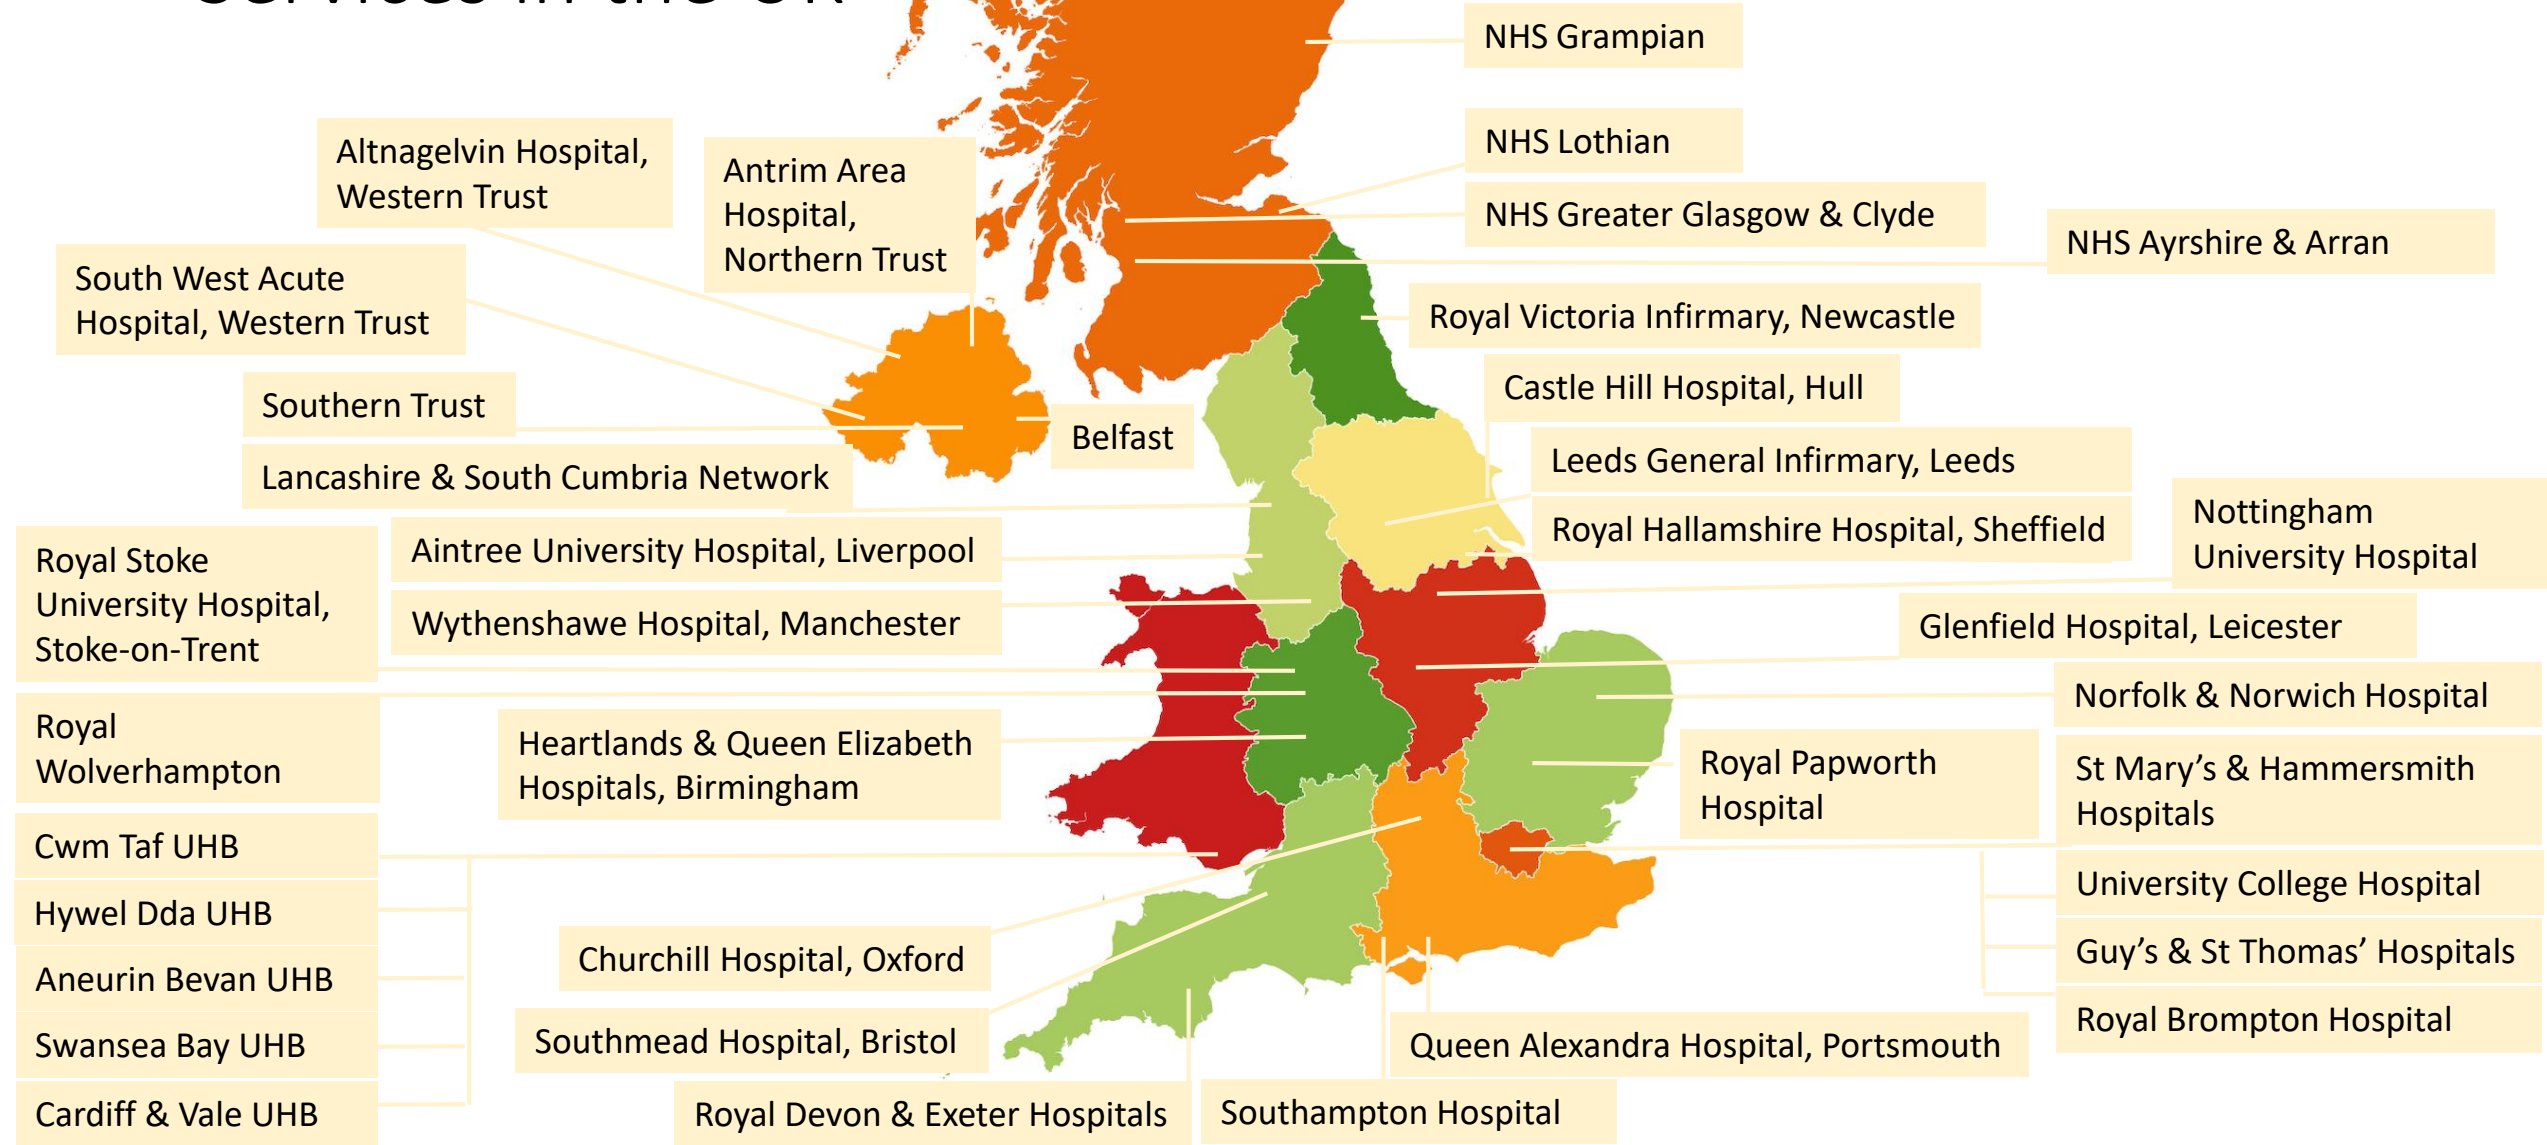 Services in the UK
NHS Grampian
NHS Lothian
Altnagelvin Hospital,
Western Trust
Antrim Area
Hospital,
Northern Trust
NHS Greater Glasgow & Clyde
NHS Ayrshire & Arran
South West Acute
Hospital, Western Trust
Royal Victoria Infirmary, Newcastle
Castle Hill Hospital, Hull
Southern Trust
Belfast
Leeds General Infirmary, Leeds
Lancashire & South Cumbria Network
Royal Hallamshire Hospital, Sheffield
Nottingham
University Hospital
Royal Stoke
University Hospital,
Stoke-on-Trent
Aintree University Hospital, Liverpool
Wythenshawe Hospital, Manchester
Glenfield Hospital, Leicester
Norfolk & Norwich Hospital
Royal
Wolverhampton
Heartlands & Queen Elizabeth
Hospitals, Birmingham
Royal Papworth
Hospital
St Mary’s & Hammersmith
Hospitals
Cwm Taf UHB
University College Hospital
Hywel Dda UHB
Churchill Hospital, Oxford
Guy’s & St Thomas’ Hospitals
Aneurin Bevan UHB
Royal Brompton Hospital
Swansea Bay UHB
Southmead Hospital, Bristol
Queen Alexandra Hospital, Portsmouth
Cardiff & Vale UHB
Royal Devon & Exeter Hospitals
Southampton Hospital